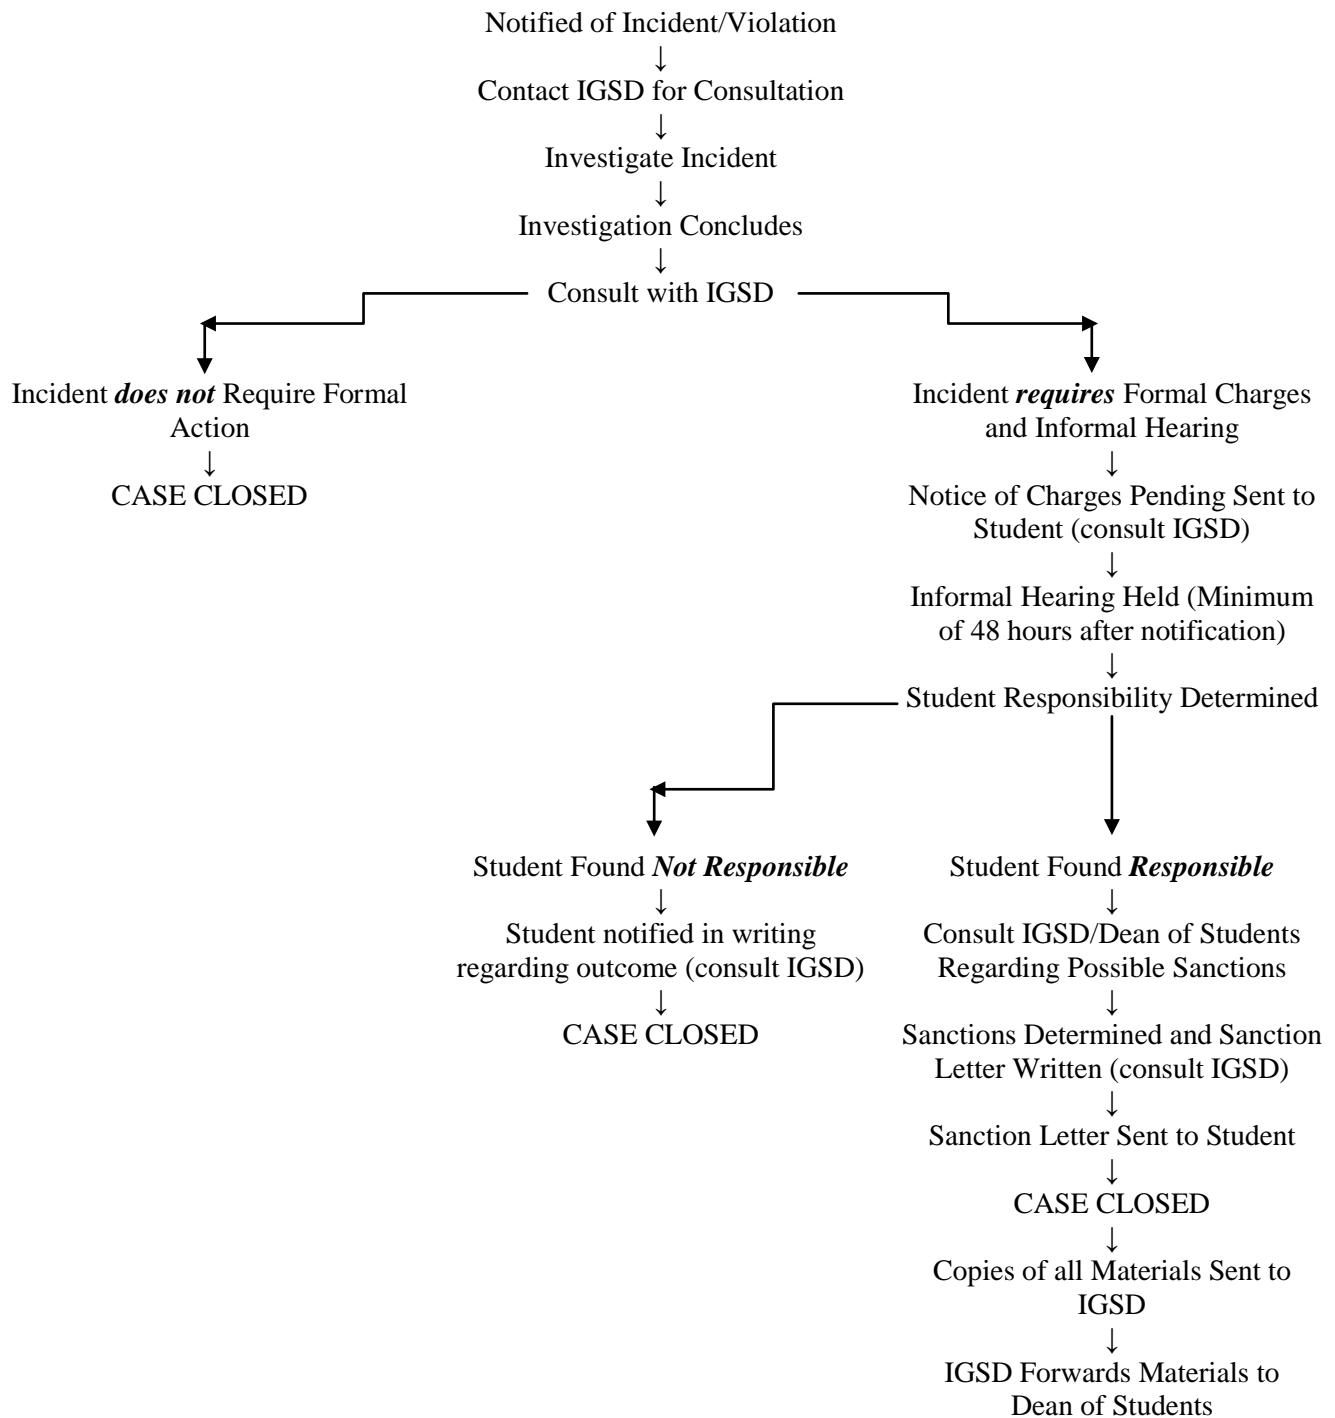 Notified of Incident/Violation
↓
Contact IGSD for Consultation
↓
Investigate Incident
↓
Investigation Concludes
↓
Consult with IGSD
Incident does not Require Formal
Action
↓
CASE CLOSED
Incident requires Formal Charges
and Informal Hearing
↓
Notice of Charges Pending Sent to
Student (consult IGSD)
↓
Informal Hearing Held (Minimum
of 48 hours after notification)
↓
Student Responsibility Determined
Student Found Not Responsible
↓
Student notified in writing
regarding outcome (consult IGSD)
↓
CASE CLOSED
Student Found Responsible
↓
Consult IGSD/Dean of Students
Regarding Possible Sanctions
↓
Sanctions Determined and Sanction
Letter Written (consult IGSD)
↓
Sanction Letter Sent to Student
↓
CASE CLOSED
↓
Copies of all Materials Sent to
IGSD
↓
IGSD Forwards Materials to
Dean of Students